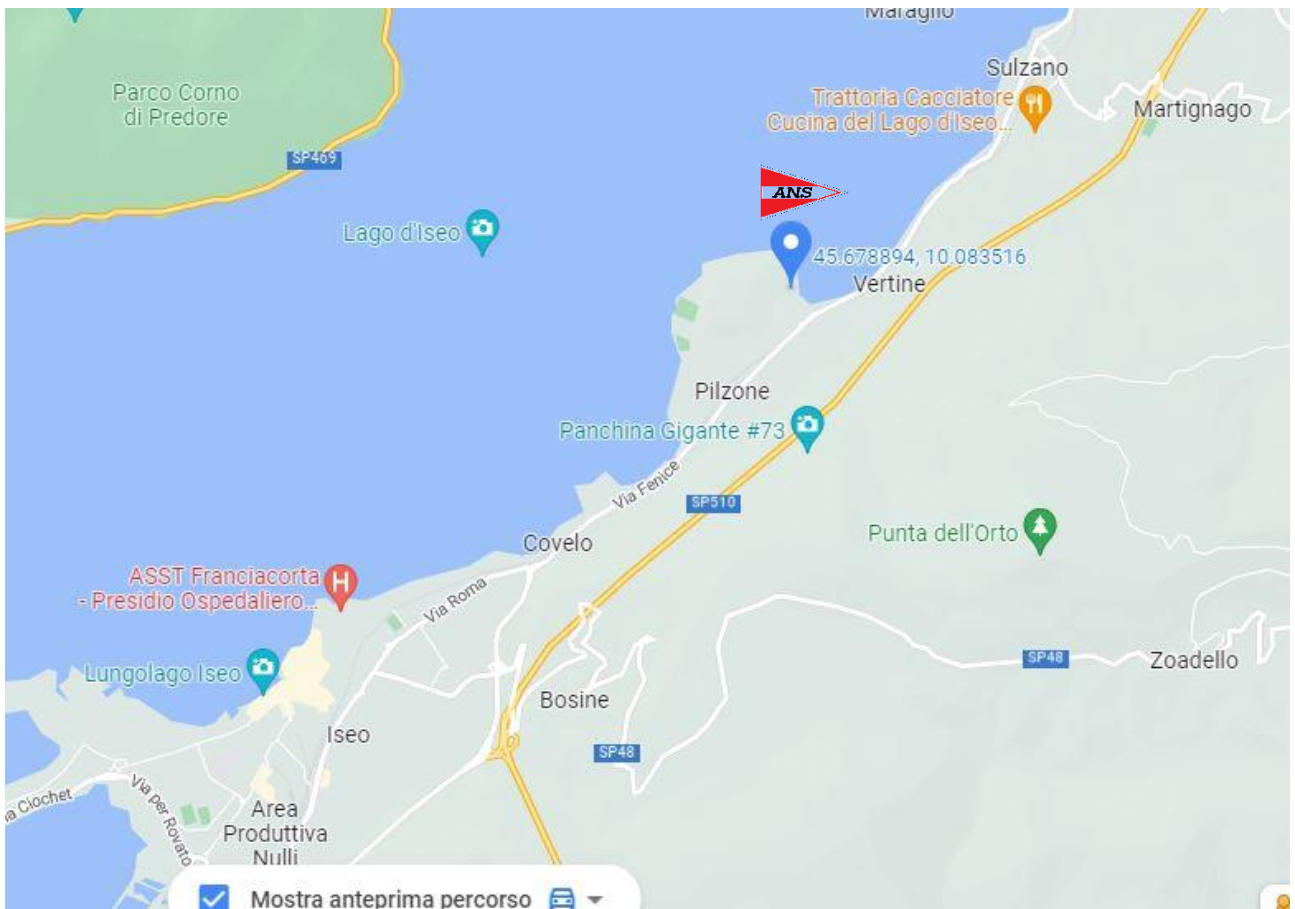 Maraglio
Sulzano
Parco Corno
di Predore
Trattoria Cacciatore
Cucina del Lago d'Iseo...
Martignago
SP469
ANS
Lago d'Iseo
45.678894, 10.083516
Vertine
Pilzone
Panchina Gigante #73
Via Fenice
SP510
Punta dell'Orto
Covelo
ASST Franciacorta
- Presidio Ospedaliero...
H
Via Roma
SP48
Zoadello
Lungolago Iseo
Bosine
Iseo
SP48
Via per Rovato
Ciochet
Area
Produttiva
Nulli
Mostra anteprima percorso